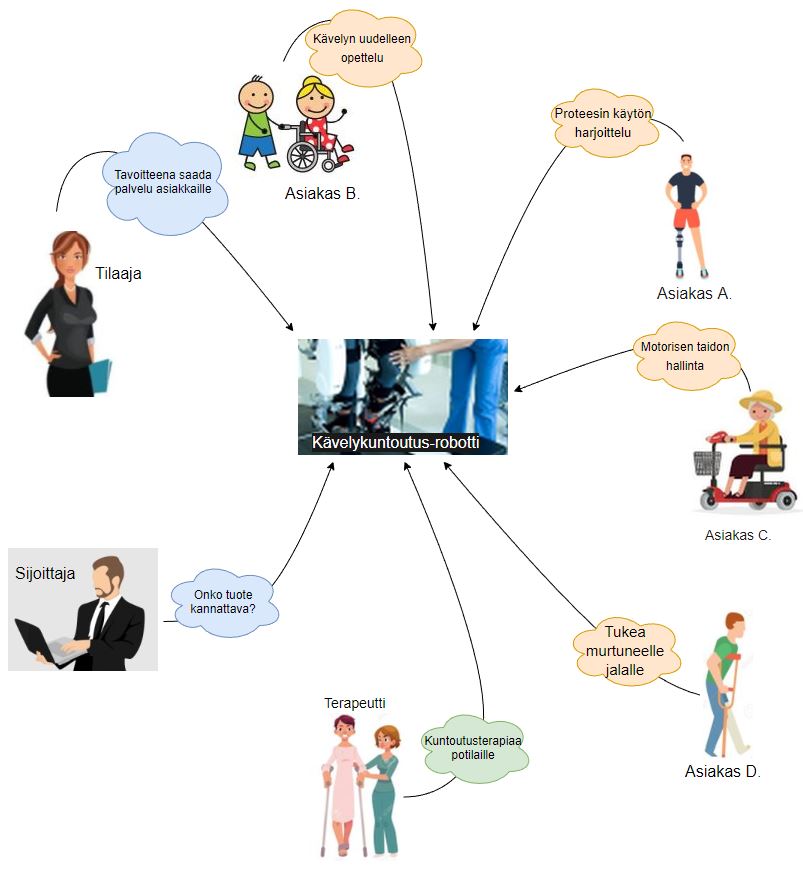 Kävelyn uudelleen
opettelu
Asiakas B.
Proteesin käytön
harjoittelu
Asiakas A.
Tavoitteena saada
palvelu asiakkaille
Tilaaja
Motorisen taidon
hallinta
Asiakas C.
Kävelykuntoutus-robotti
Sijoittaja
Onko tuote
kannattava?
Tukea
murtuneelle
jalalle
Asiakas D.
Terapeutti
Kuntoutusterapiaa
potilaille